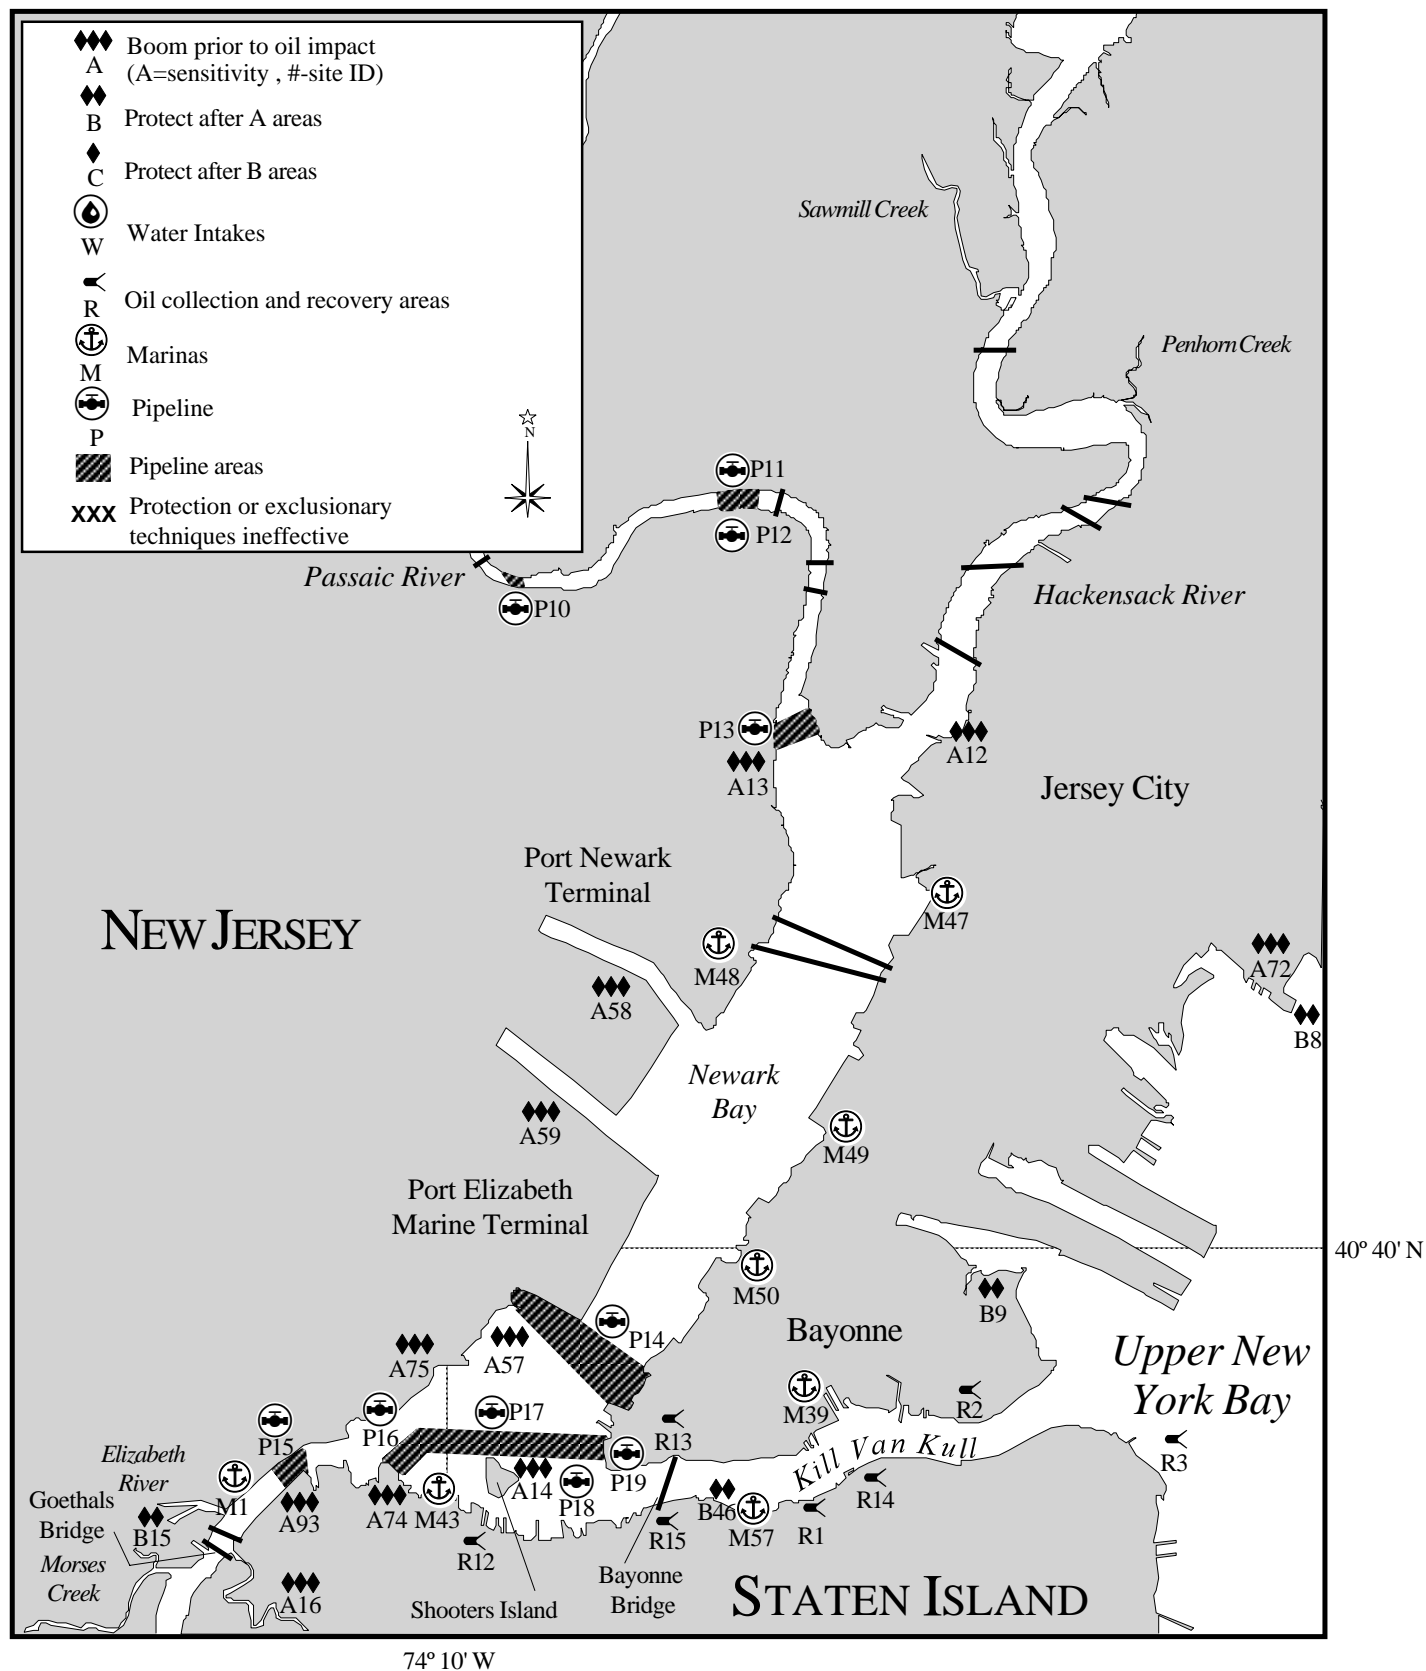 Boom prior to oil impact
A
(A=sensitivity , #-site ID)
B
Protect after A areas
C
Protect after B areas
W
Water Intakes
R
Oil collection and recovery areas
M
Marinas
P
Pipeline
N
Pipeline areas
XXX
Protection or exclusionary
techniques ineffective
Sawmill Creek
Penhorn Creek
P11
P12
Passaic River
P10
Hackensack River
P13
A12
A13
Jersey City
Port Newark
Terminal
NEW JERSEY
M47
M48
A72
A58
B8
Newark
Bay
A59
M49
Port Elizabeth
Marine Terminal
40º 40' N
M50
B9
Bayonne
P14
A75
A57
Upper New
York Bay
M39
R2
P16
P17
R13
P15
Kill Van Kull
R3
Elizabeth
River
P19
A14
P18
R14
Goethals
Bridge
M1
A93
A74
M43
B46
M57
R1
B15
R15
R12
Morses
Creek
A16
Bayonne
Bridge
Shooters Island
STATEN ISLAND
74º 10' W